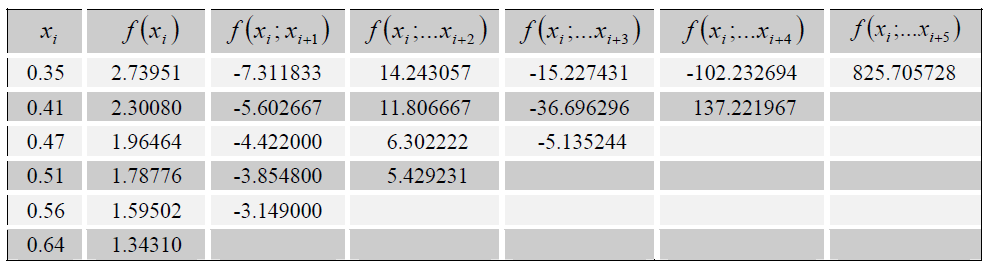 xᵢ f(xᵢ) f(xᵢ; xᵢ₊₁) f(xᵢ;...xᵢ₊₂) f(xᵢ;...xᵢ₊₃) f(xᵢ;...xᵢ₊₄) f(xᵢ;...xᵢ₊₅)
0.35 2.73951 -7.311833 14.243057 -15.227431 -102.232694 825.705728
0.41 2.30080 -5.602667 11.806667 -36.696296 137.221967
0.47 1.96464 -4.422000 6.302222 -5.135244
0.51 1.78776 -3.854800 5.429231
0.56 1.59502 -3.149000
0.64 1.34310